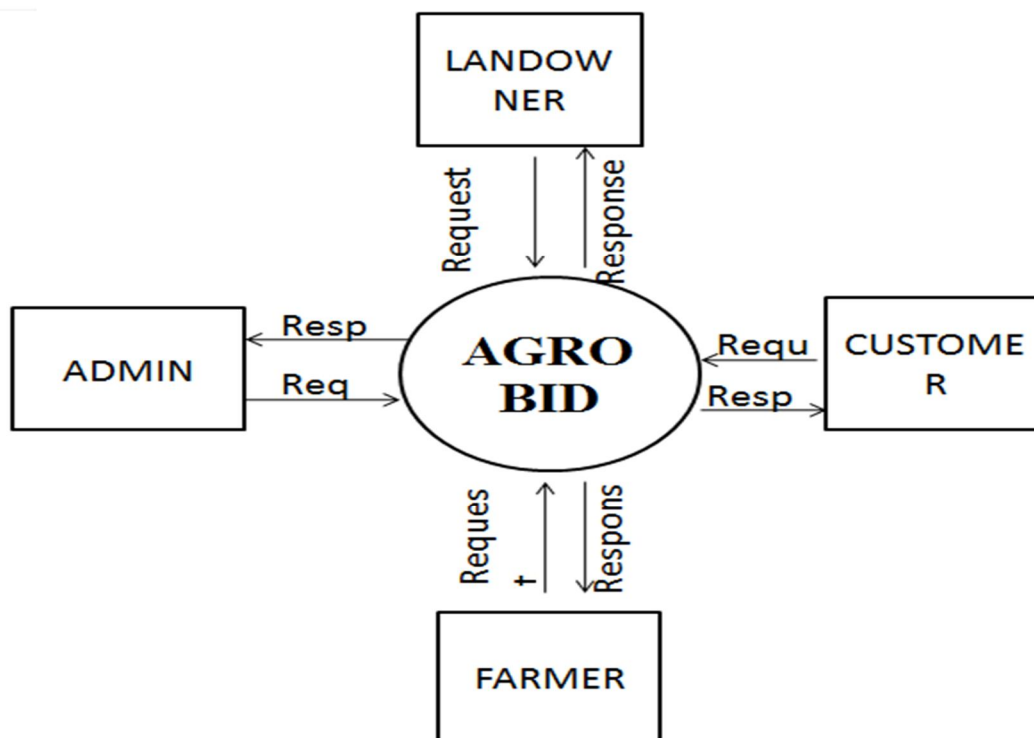 LANDOW
NER
Request
Response
Resp
Req
ADMIN
AGRO
BID
Requ
Resp
CUSTOME
R
Reques
t
Respons
FARMER